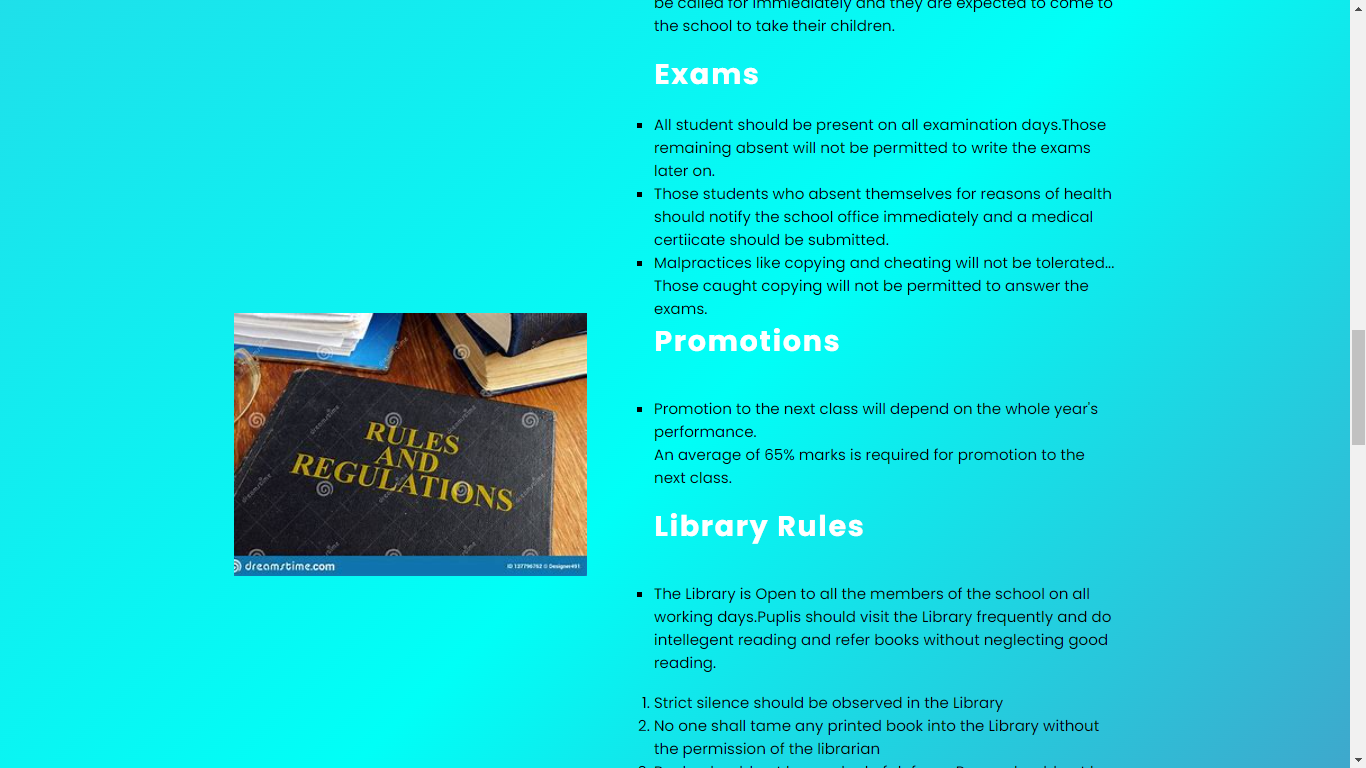 be called for immiediately and they are expected to come to
the school to take their children.
Exams
All student should be present on all examination days.Those
remaining absent will not be permitted to write the exams
later on.
Those students who absent themselves for reasons of health
should notify the school office immediately and a medical
certiicate should be submitted.
Malpractices like copying and cheating will not be tolerated...
Those caught copying will not be permitted to answer the
exams.
Promotions
Promotion to the next class will depend on the whole year's
performance.
An average of 65% marks is required for promotion to the
next class.
Library Rules
The Library is Open to all the members of the school on all
working days.Puplis should visit the Library frequently and do
intellegent reading and refer books without neglecting good
reading.
1. Strict silence should be observed in the Library
2. No one shall tame any printed book into the Library without
the permission of the librarian
RULES
AND
REGULATIONS
dreamstime.com
ID 137796762 © Designer491